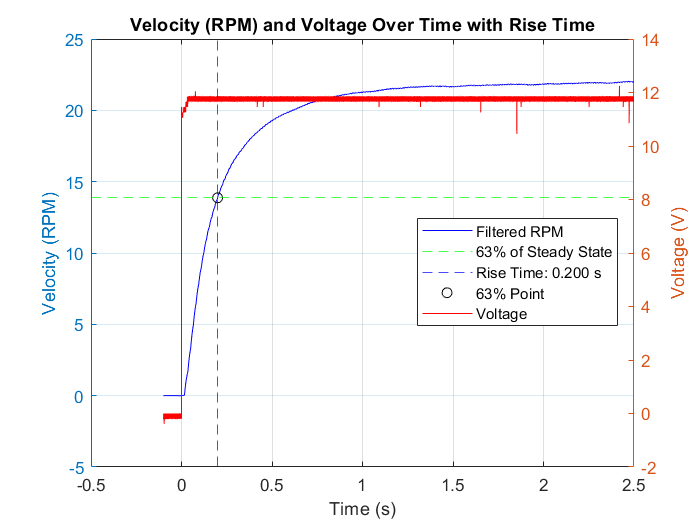 Velocity (RPM) and Voltage Over Time with Rise Time
25
20
15
10
5
0
-5
Velocity (RPM)
14
12
10
8
6
4
2
0
-2
Voltage (V)
Filtered RPM
63% of Steady State
Rise Time: 0.200 s
63% Point
Voltage
-0.5 0 0.5 1 1.5 2 2.5
Time (s)